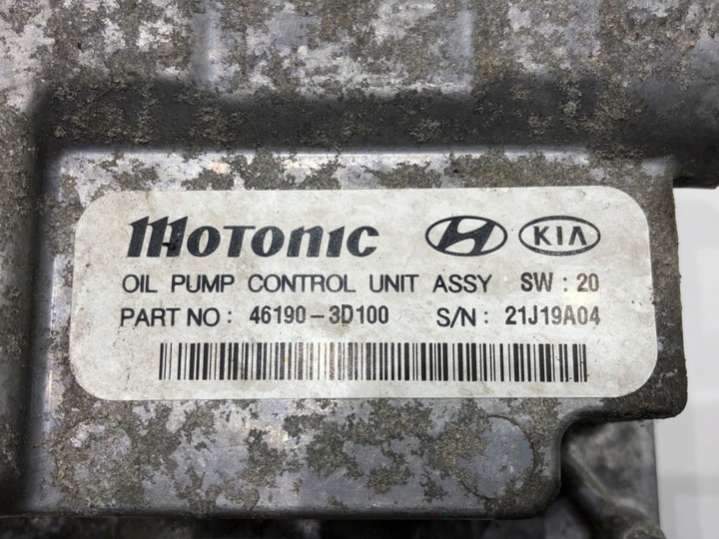 MOTONIC H KIA
OIL PUMP CONTROL UNIT ASSY SW : 20
PART NO : 46190-3D100 S/N : 21J19A04